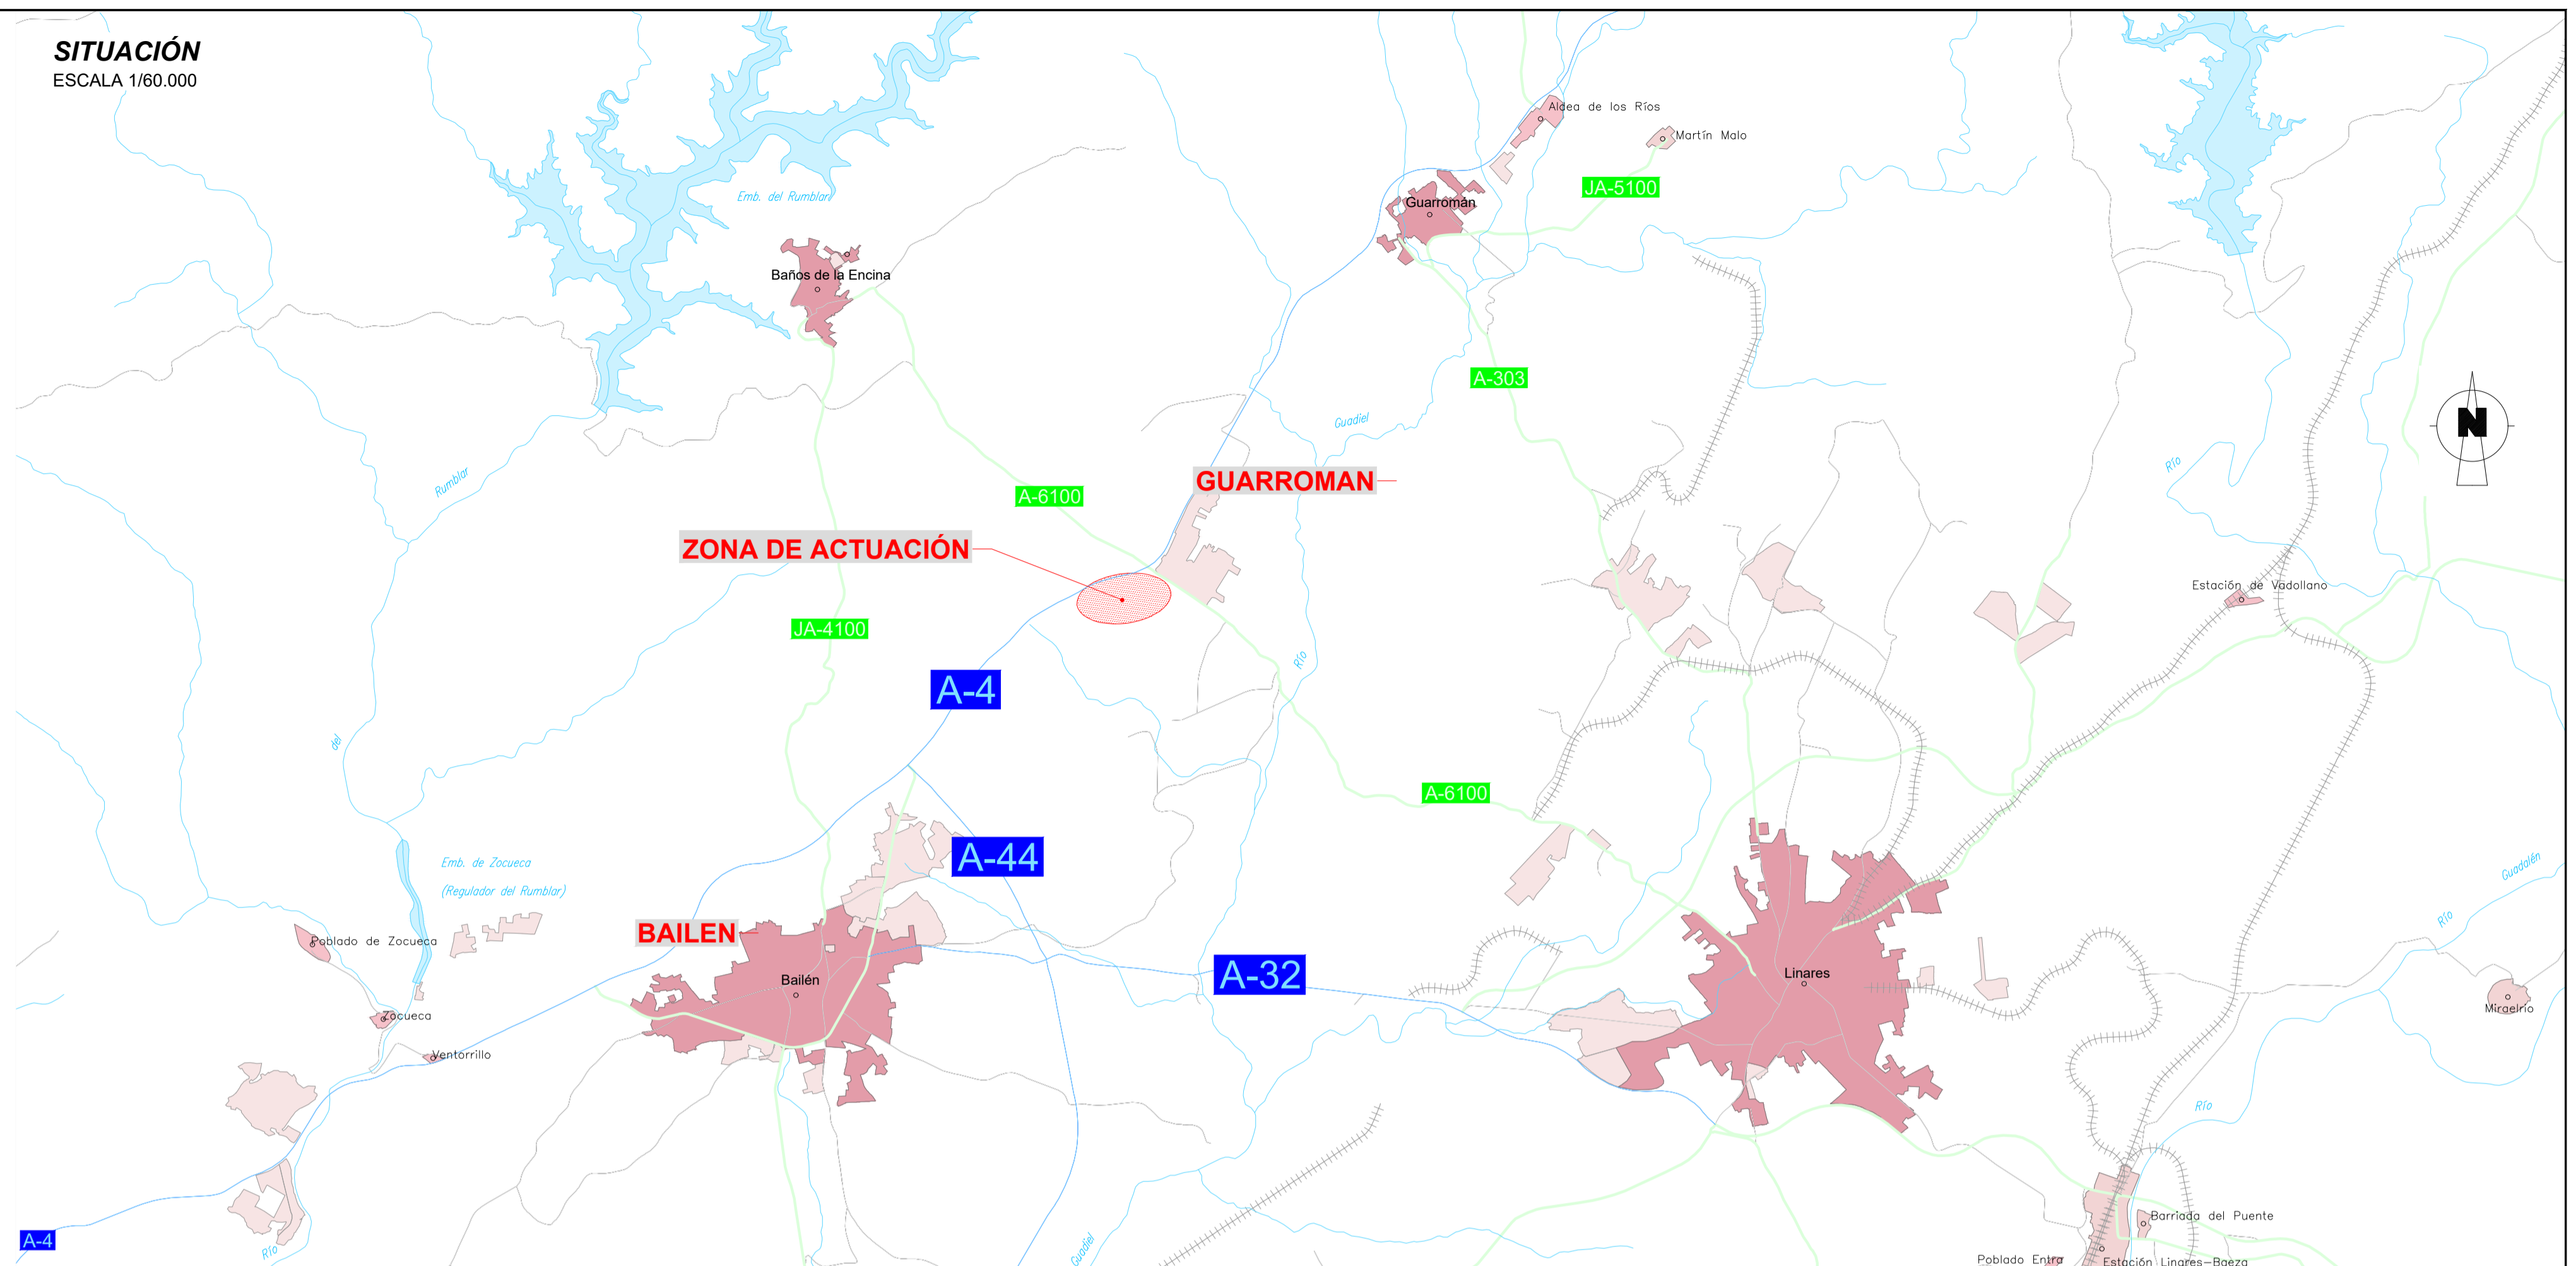 SITUACIÓN
ESCALA 1/60.000
Aldea de los Ríos
Martín Malo
JA-5100
Emb. del Rumblar
Guarromán
Baños de la Encina
A-303
Guadiel
Río
Rumblar
GUARROMAN
A-6100
N
ZONA DE ACTUACIÓN
Estación de Vadollano
JA-4100
Río
A-4
del
A-6100
A-44
Emb. de Zocueca
(Regulador del Rumblar)
Guadalén
Río
BAILEN
Poblado de Zocueca
Bailén
A-32
Linares
Miraelrio
Zocueca
Ventorrillo
Río
Barriada del Puente
A-4
Río
Guadiel
Poblado Entra
Estación Linares-Baeza